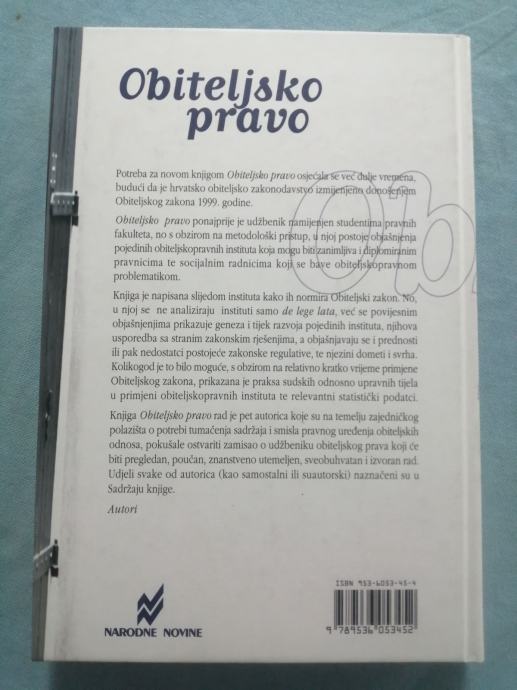 Obiteljsko
pravo
Potreba za novom knjigom Obiteljsko pravo osjećala se već dulje vremena,
budući da je hrvatsko obiteljsko zakonodavstvo izmijenjeno donošenjem
Obiteljskog zakona 1999. godine.
Obiteljsko pravo ponajprije je udžbenik namijenjen studentima pravnih
fakulteta, no s obzirom na metodološki pristup, u njoj postoje objašnjenja
pojedinih obiteljskopravnih instituta koja mogu biti zanimljiva i diplomiranim
pravnicima te socijalnim radnicima koji se bave obiteljskopravnom
problematikom.
Knjiga je napisana slijedom instituta kako ih normira Obiteljski zakon. No,
u njoj se ne analiziraju instituti samo de lege lata, već se povijesnim
objašnjenjima prikazuje geneza i tijek razvoja pojedinih instituta, njihova
usporedba sa stranim zakonskim rješenjima, a objašnjavaju se i prednosti
ili pak nedostatci postojeće zakonske regulative, te njezini dometi i svrha.
Kolikogod je to bilo moguće, s obzirom na relativno kratko vrijeme primjene
Obiteljskog zakona, prikazana je praksa sudskih odnosno upravnih tijela
u primjeni obiteljskopravnih instituta te relevantni statistički podatci.
Knjiga Obiteljsko pravo rad je pet autorica koje su na temelju zajedničkog
polazišta o potrebi tumačenja sadržaja i smisla pravnog uređenja obiteljskih
odnosa, pokušale ostvariti zamisao o udžbeniku obiteljskog prava koji će
biti pregledan, poučan, znanstveno utemeljen, sveobuhvatan i izvoran rad.
Udjeli svake od autorica (kao samostalni ili suautorski) naznačeni su u
Sadržaju knjige.
Autori
Ob
NARODNE NOVINE
ISBN 953-6053-45-4
9 789536 053452